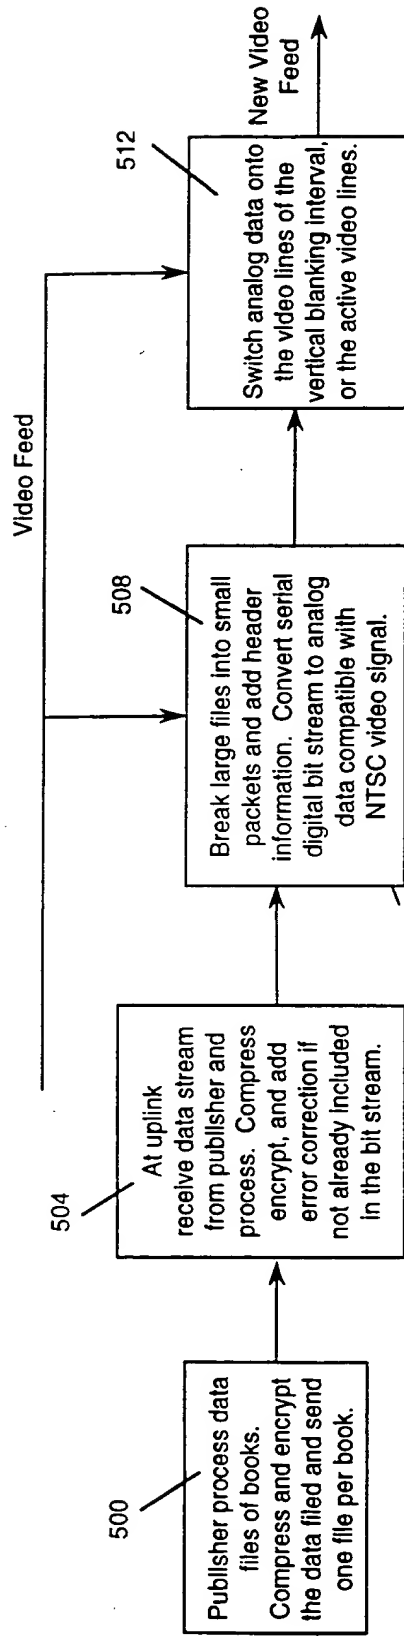 Video Feed
500
Publisher process data
files of books.
Compress and encrypt
the data filed and send
one file per book.
504
At uplink
receive data stream
from publisher and
process. Compress
encrypt, and add
error correction if
not already included
in the bit stream.
508
Break large files into small
packets and add header
information. Convert serial
digital bit stream to analog
data compatible with
NTSC video signal.
512
Switch analog data onto
the video lines of the
vertical blanking interval,
or the active video lines.
New Video
Feed